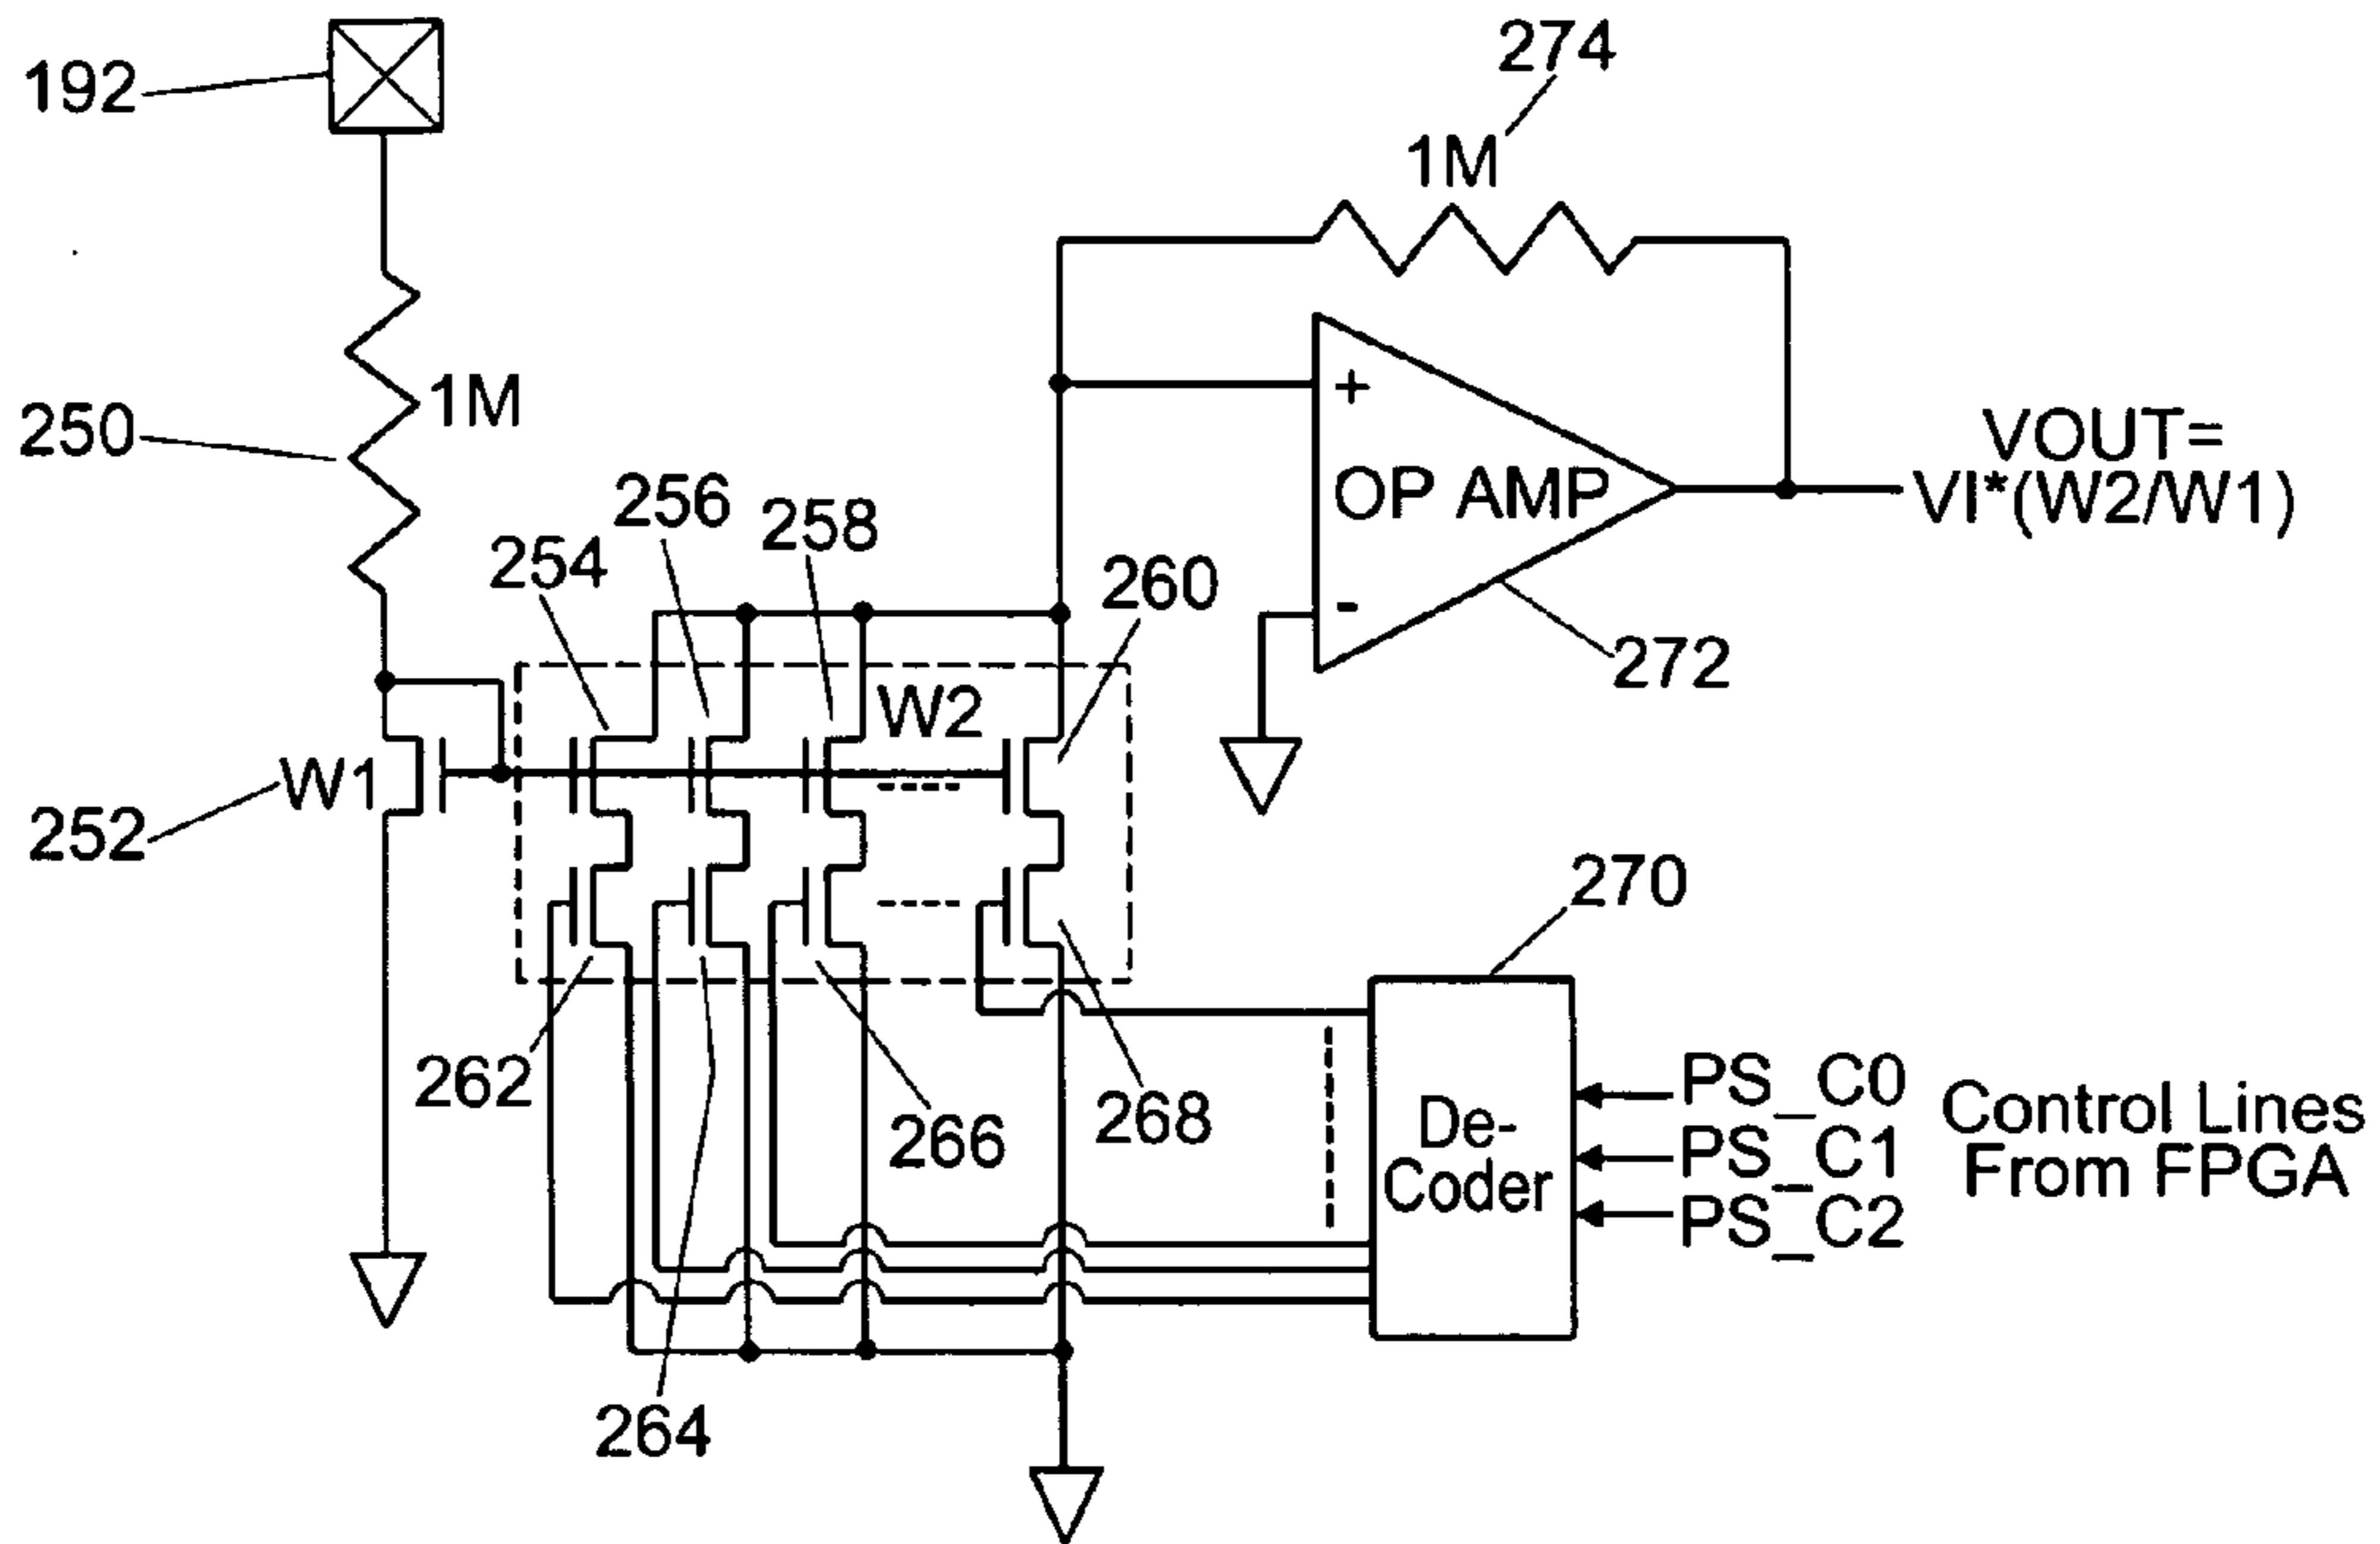 274
192
1M
1M
250
256
258
254
260
+
OP AMP
-
VOUT=
VI*(W2/W1)
272
W2
W1
252
270
262
266
268
264
De-
Coder
PS_C0
PS_C1
PS_C2
Control Lines
From FPGA